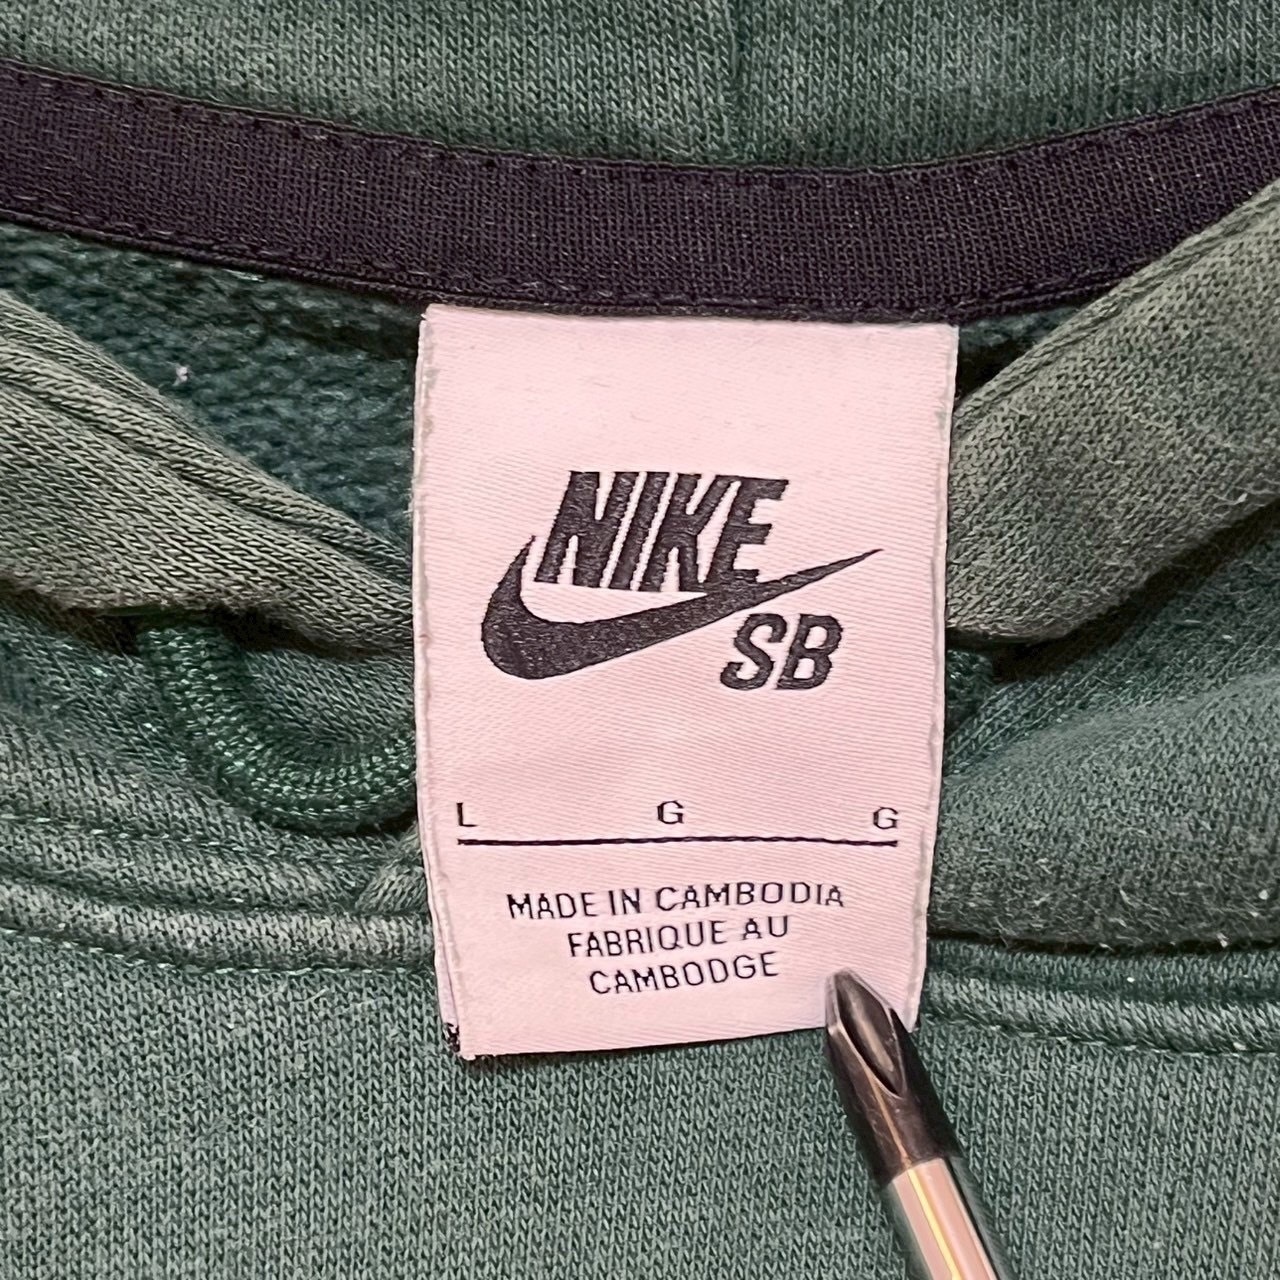 NIKE
SB
L G G
MADE IN CAMBODIA
FABRIQUE AU
CAMBODGE